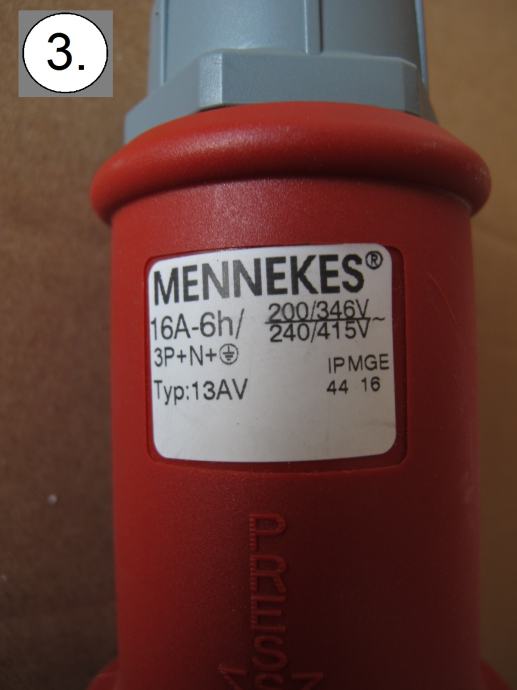 3.
MENNEKES®
16A-6h/ 200/346V~
240/415V
3P+N+⏚
IP MGE
Typ:13AV 44 16
PRESS